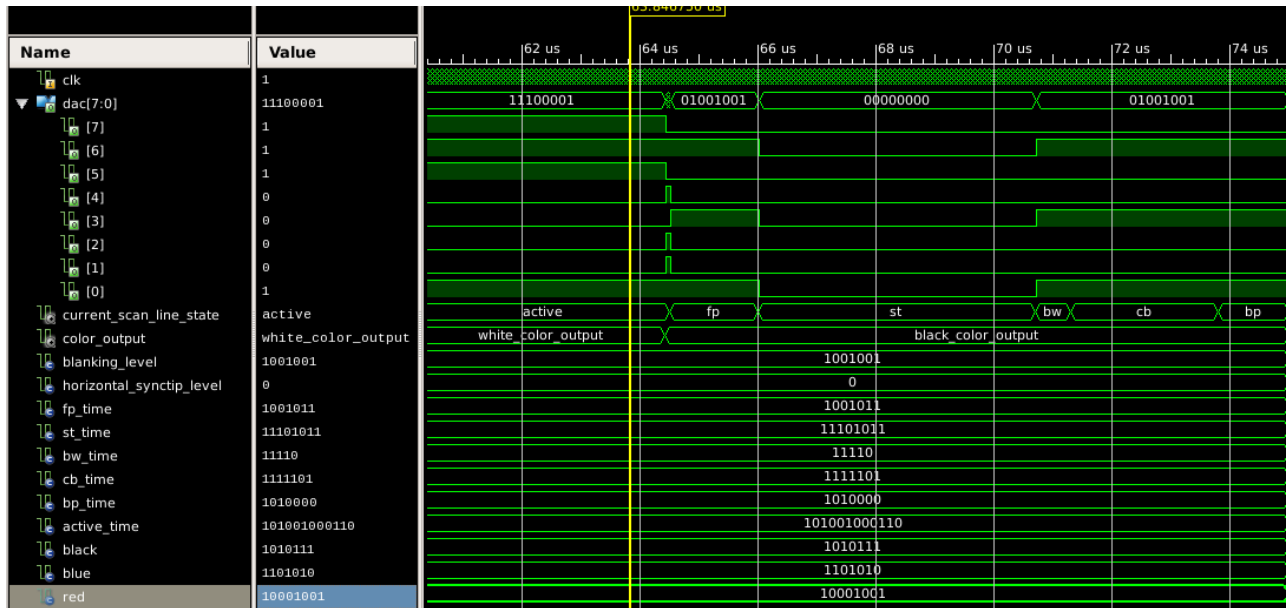 63.846750 us
Name Value 62 us 64 us 66 us 68 us 70 us 72 us 74 us
clk 1
dac[7:0] 11100001 11100001 01001001 00000000 01001001
[7] 1
[6] 1
[5] 1
[4] 0
[3] 0
[2] 0
[1] 0
[0] 1
current_scan_line_state active active fp st bw cb bp
color_output white_color_output white_color_output black_color_output
blanking_level 1001001 1001001
horizontal_synctip_level 0 0
fp_time 1001011 1001011
st_time 11101011 11101011
bw_time 11110 11110
cb_time 1111101 1111101
bp_time 1010000 1010000
active_time 101001000110 101001000110
black 1010111 1010111
blue 1101010 1101010
red 10001001 10001001